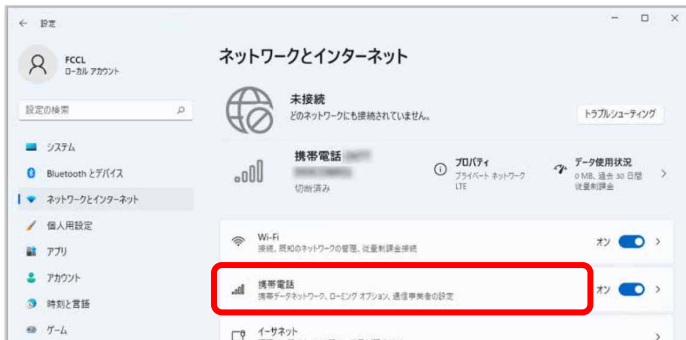 設定
FCCL
ローカル アカウント
設定の検索
システム
Bluetooth とデバイス
ネットワークとインターネット
個人用設定
アプリ
アカウント
時刻と言語
ゲーム
ネットワークとインターネット
未接続
どのネットワークにも接続されていません。
トラブルシューティング
携帯電話
切断済み
プロパティ
プライベート ネットワーク
LTE
データ使用状況
0 MB、過去 30 日間
従量制課金
Wi-Fi
接続、既知のネットワークの管理、従量制課金接続
オン
携帯電話
携帯データネットワーク、ローミング オプション、通信事業者の設定
オン
イーサネット